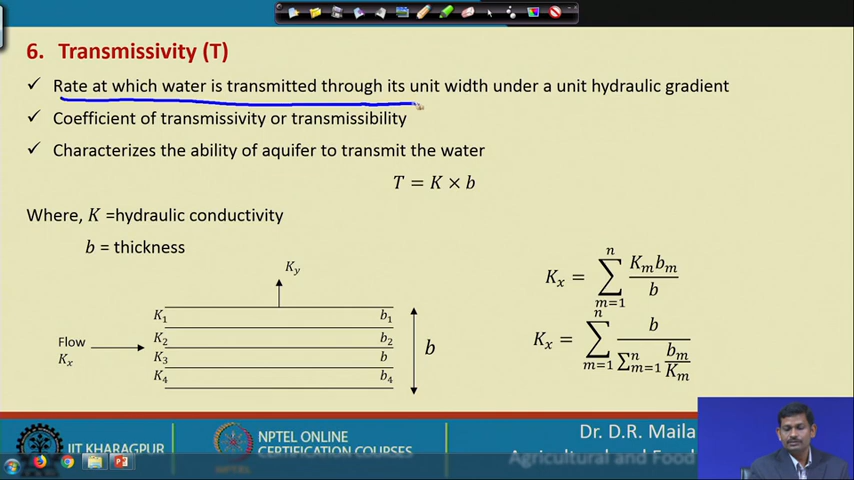 6. Transmissivity (T)
✓ Rate at which water is transmitted through its unit width under a unit hydraulic gradient
✓ Coefficient of transmissivity or transmissibility
✓ Characterizes the ability of aquifer to transmit the water
T = K × b
Where, K =hydraulic conductivity
b = thickness
K_y
K_1 b_1
K_2 b_2
K_3 b
K_4 b_4
Flow
K_x
b
K_x = ∑_{m=1}^{n} K_m b_m / b
K_x = ∑_{m=1}^{n} b / (∑_{m=1}^{n} b_m / K_m)
IIT KHARAGPUR
NPTEL ONLINE
CERTIFICATION COURSES
Dr. D.R. Maila
Agricultural and Food